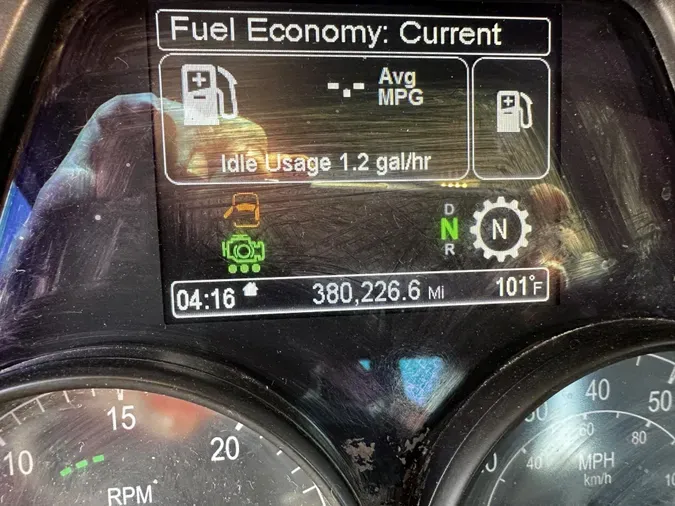 Fuel Economy: Current
-.- Avg
MPG
Idle Usage 1.2 gal/hr
D
N
R
N
04:16 380,226.6 Mi 101°F
10 15 20
RPM
40 50
60 80
40
MPH
km/h